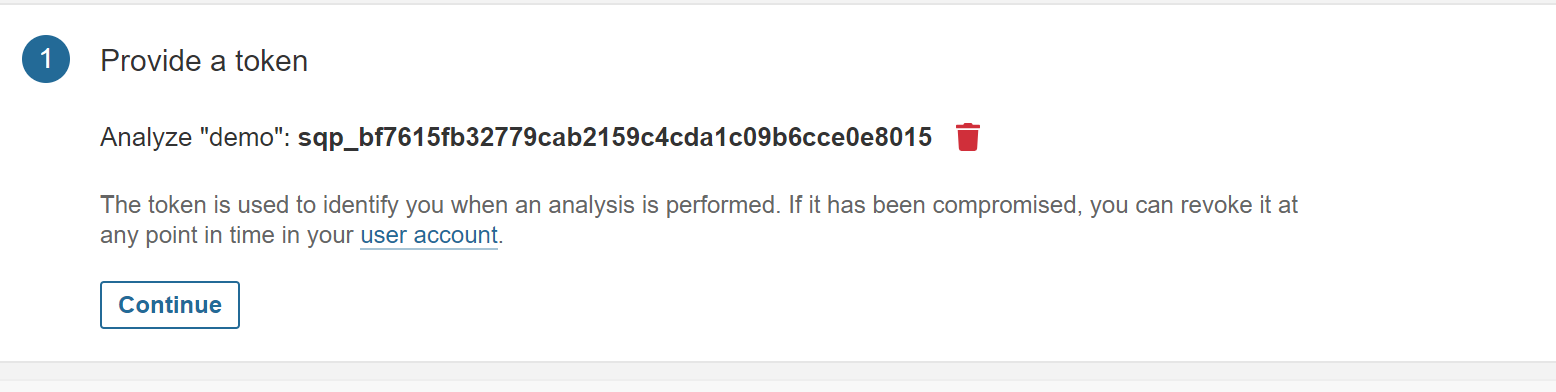 1
Provide a token
Analyze "demo": sqp_bf7615fb32779cab2159c4cda1c09b6cce0e8015
The token is used to identify you when an analysis is performed. If it has been compromised, you can revoke it at
any point in time in your user account.
Continue